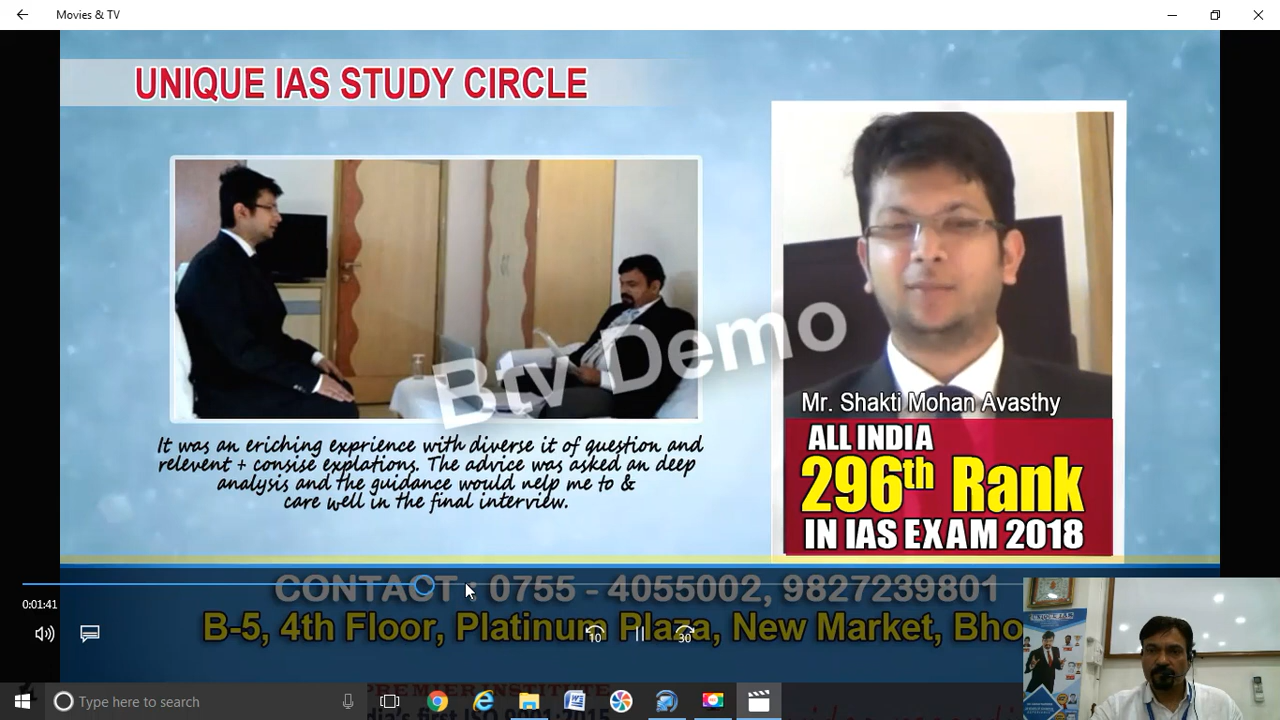 Movies & TV
UNIQUE IAS STUDY CIRCLE
Btv Demo
It was an eriching exprience with diverse it of question and
relevent + consise explations. The advice was asked an deep
analysis and the guidance would nelp me to &
care well in the final interview.
Mr. Shakti Mohan Avasthy
ALL INDIA
296th Rank
IN IAS EXAM 2018
CONTACT : 0755 - 4055002, 9827239801
B-5, 4th Floor, Platinum Plaza, New Market, Bho
0:01:41
10
30
PREMIER INSTITUTE
Type here to search